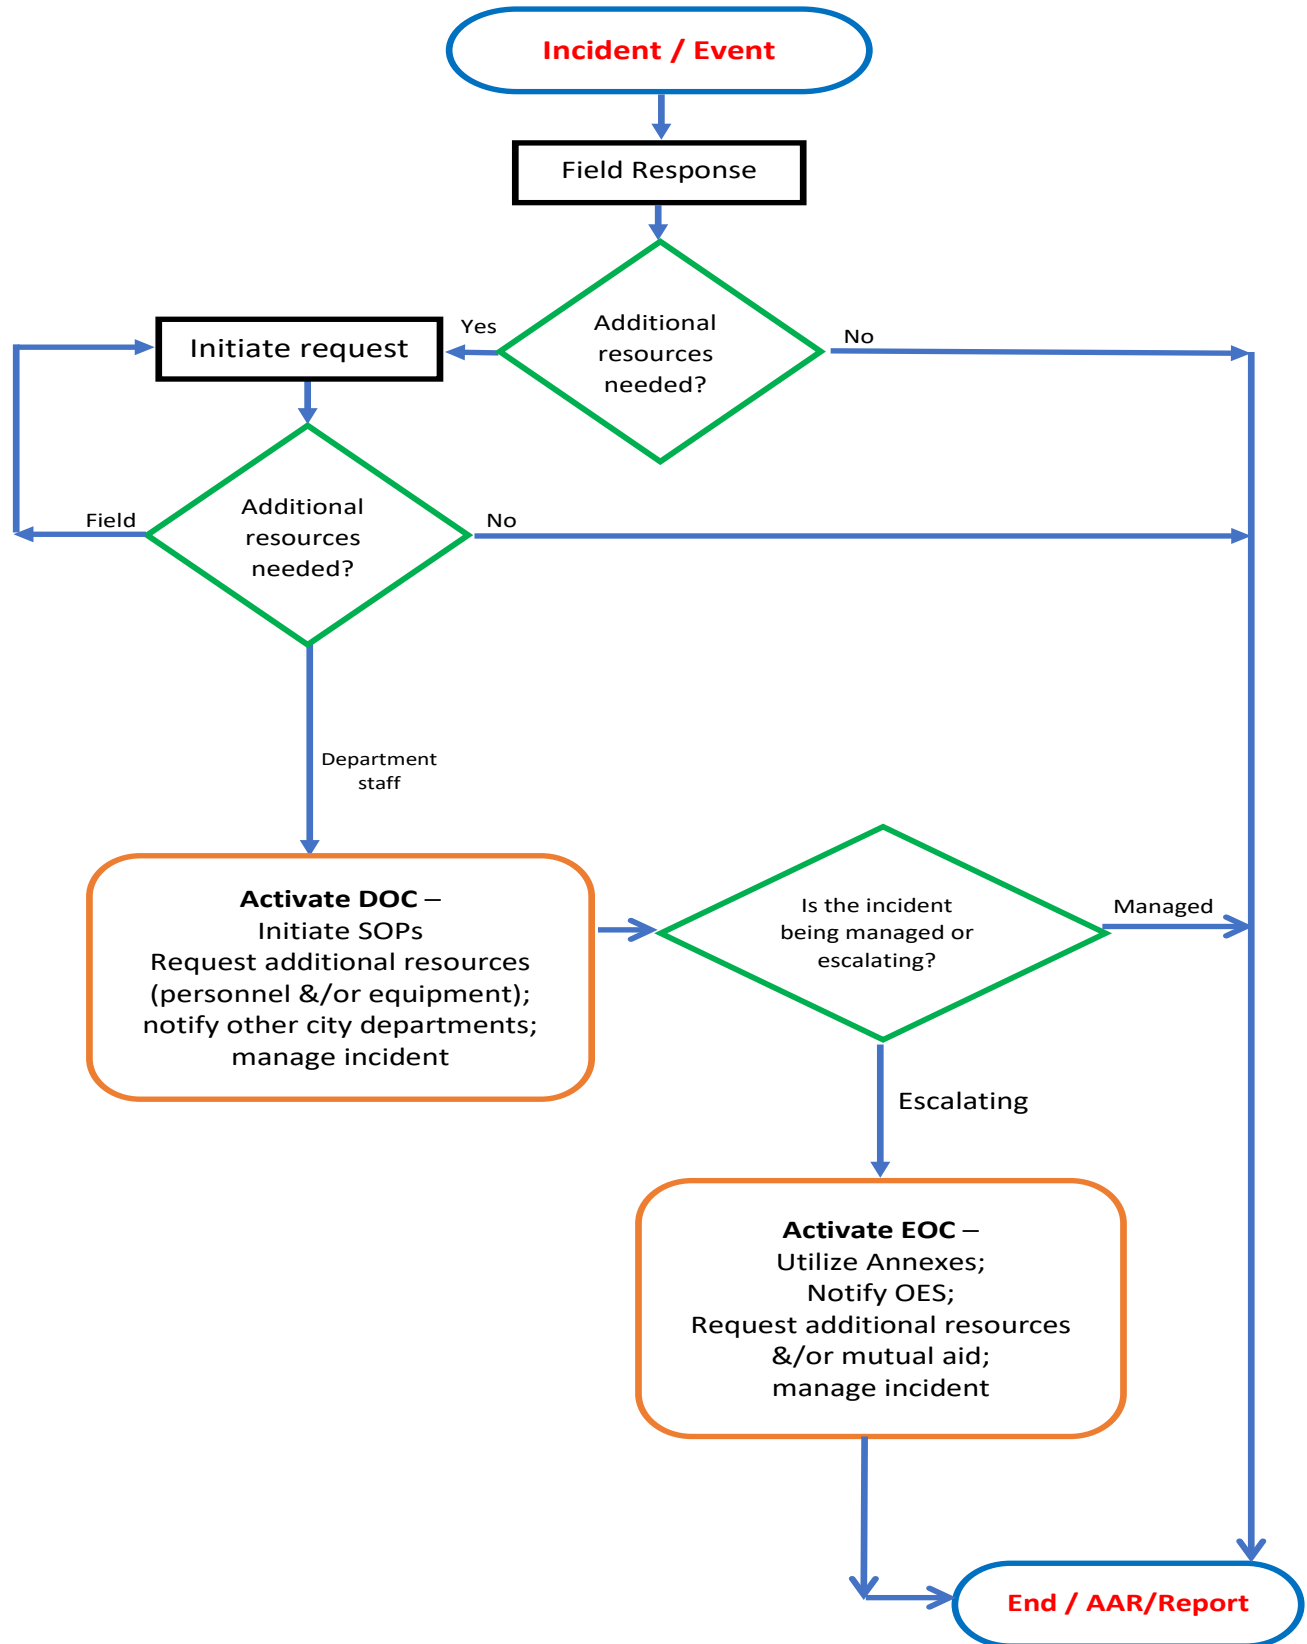 Incident / Event
Field Response
Additional
resources
needed?
Yes
No
Initiate request
Additional
resources
needed?
Field
No
Department
staff
Activate DOC –
Initiate SOPs
Request additional resources
(personnel &/or equipment);
notify other city departments;
manage incident
Is the incident
being managed or
escalating?
Managed
Escalating
Activate EOC –
Utilize Annexes;
Notify OES;
Request additional resources
&/or mutual aid;
manage incident
End / AAR/Report